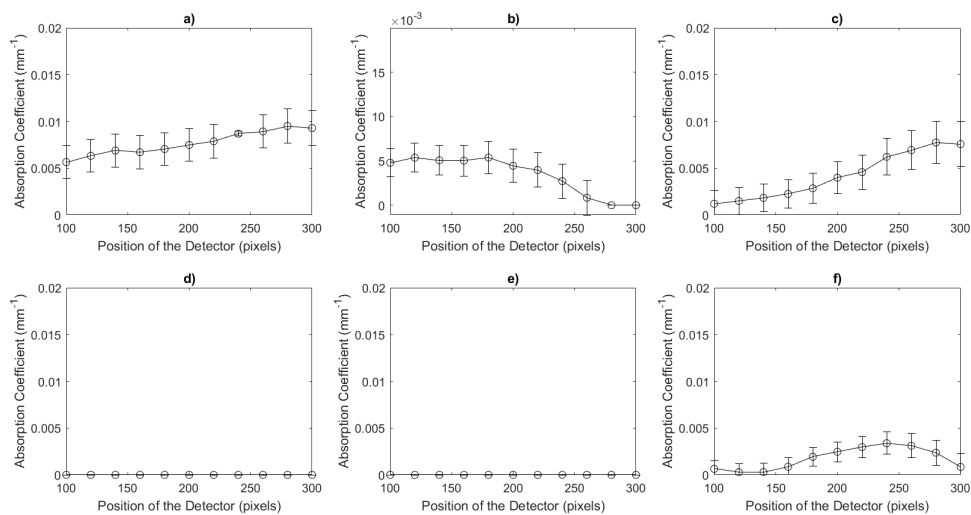 a)
0.02
0.015
0.01
0.005
0
Absorption Coefficient (mm-1)
100 150 200 250 300
Position of the Detector (pixels)
b)
×10-3
15
10
5
0
Absorption Coefficient (mm-1)
100 150 200 250 300
Position of the Detector (pixels)
c)
0.02
0.015
0.01
0.005
0
Absorption Coefficient (mm-1)
100 150 200 250 300
Position of the Detector (pixels)
d)
0.02
0.015
0.01
0.005
0
Absorption Coefficient (mm-1)
100 150 200 250 300
Position of the Detector (pixels)
e)
0.02
0.015
0.01
0.005
0
Absorption Coefficient (mm-1)
100 150 200 250 300
Position of the Detector (pixels)
f)
0.02
0.015
0.01
0.005
0
Absorption Coefficient (mm-1)
100 150 200 250 300
Position of the Detector (pixels)